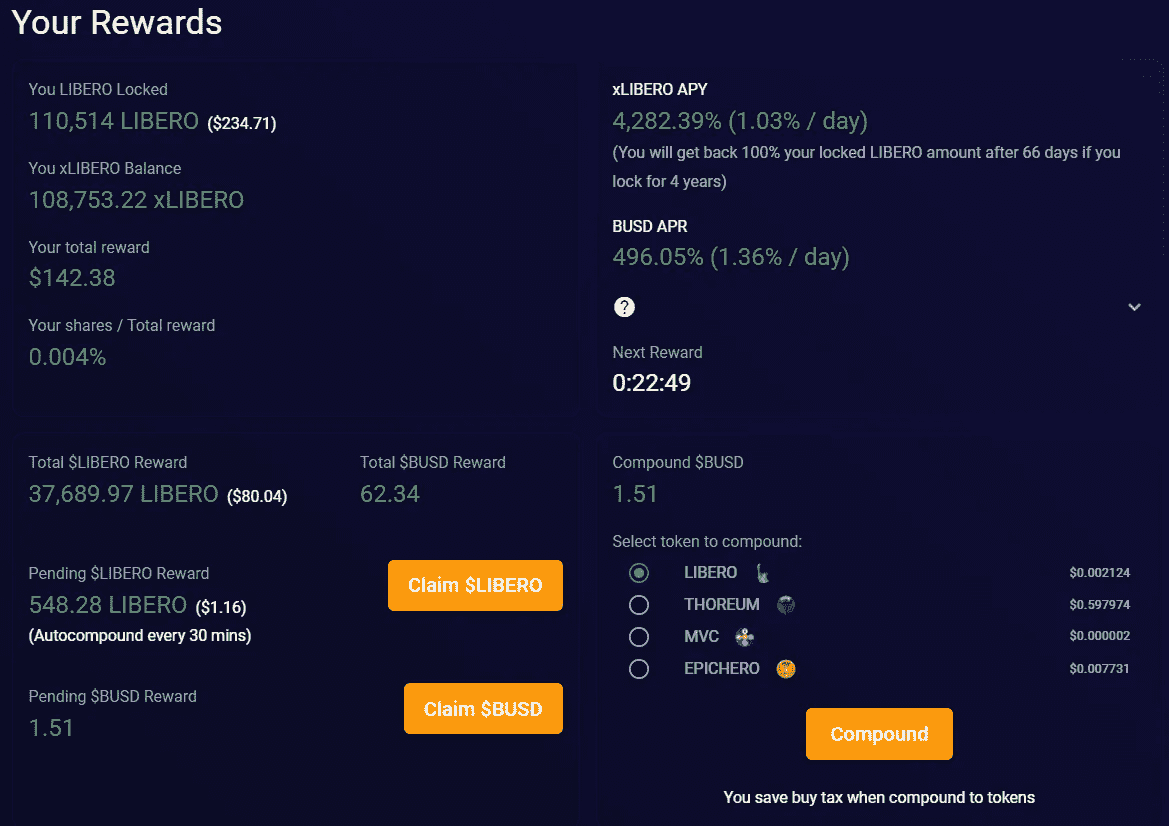 Your Rewards
You LIBERO Locked
110,514 LIBERO ($234.71)
You xLIBERO Balance
108,753.22 xLIBERO
Your total reward
$142.38
Your shares / Total reward
0.004%
xLIBERO APY
4,282.39% (1.03% / day)
(You will get back 100% your locked LIBERO amount after 66 days if you
lock for 4 years)
BUSD APR
496.05% (1.36% / day)
?
Next Reward
0:22:49
Total $LIBERO Reward
37,689.97 LIBERO ($80.04)
Total $BUSD Reward
62.34
Pending $LIBERO Reward
548.28 LIBERO ($1.16)
(Autocompound every 30 mins)
Claim $LIBERO
Pending $BUSD Reward
1.51
Claim $BUSD
Compound $BUSD
1.51
Select token to compound:
LIBERO $0.002124
THOREUM $0.597974
MVC $0.000002
EPICHERO $0.007731
Compound
You save buy tax when compound to tokens